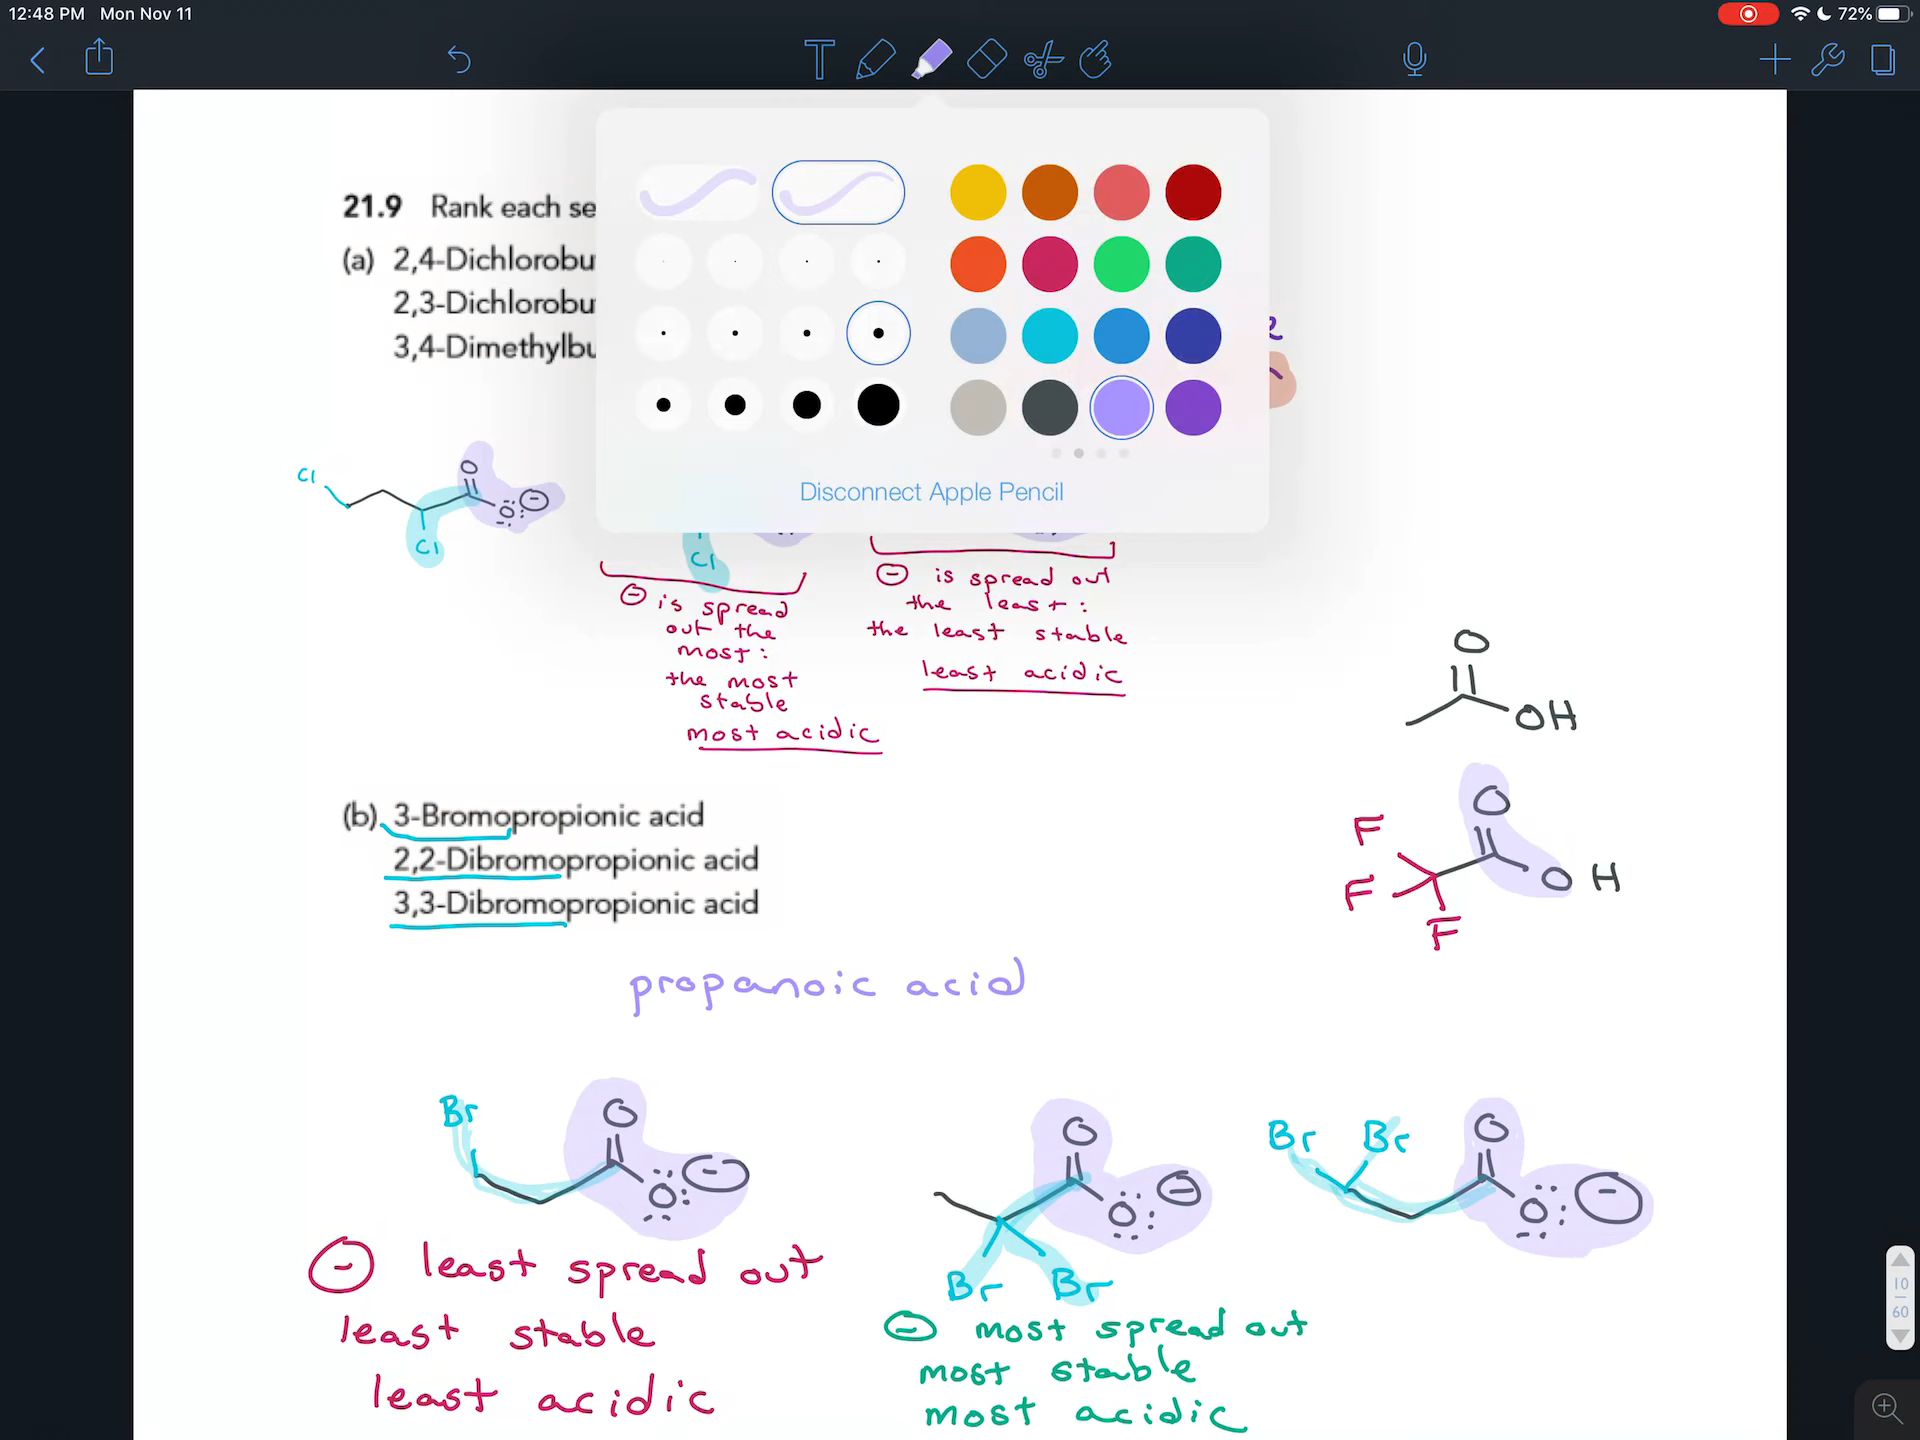 12:48 PM Mon Nov 11
72%
T
21.9 Rank each se
(a) 2,4-Dichlorobu
2,3-Dichlorobu
3,4-Dimethylbu
Disconnect Apple Pencil
Cl
O
O
Cl
Cl
is spread
out the
most:
the most
stable
most acidic
is spread out
the least:
the least stable
least acidic
O
OH
(b) 3-Bromopropionic acid
2,2-Dibromopropionic acid
3,3-Dibromopropionic acid
O
F
F
F
O H
propanoic acid
Br
O
O
O
O
Br Br
Br Br
O
O
least spread out
least stable
least acidic
most spread out
most stable
most acidic
10
60